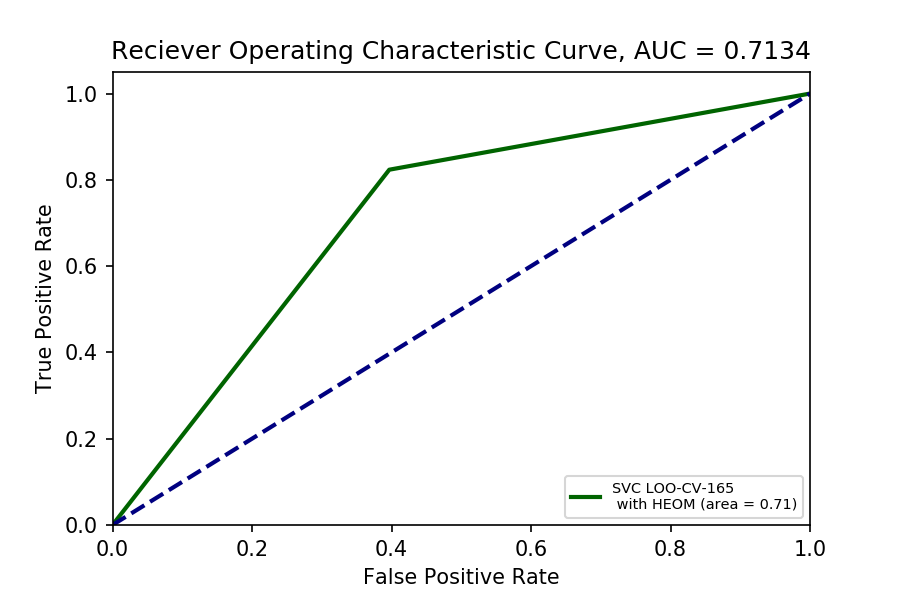 Reciever Operating Characteristic Curve, AUC = 0.7134
1.0
0.8
0.6
0.4
0.2
0.0
True Positive Rate
0.0 0.2 0.4 0.6 0.8 1.0
False Positive Rate
SVC LOO-CV-165
with HEOM (area = 0.71)